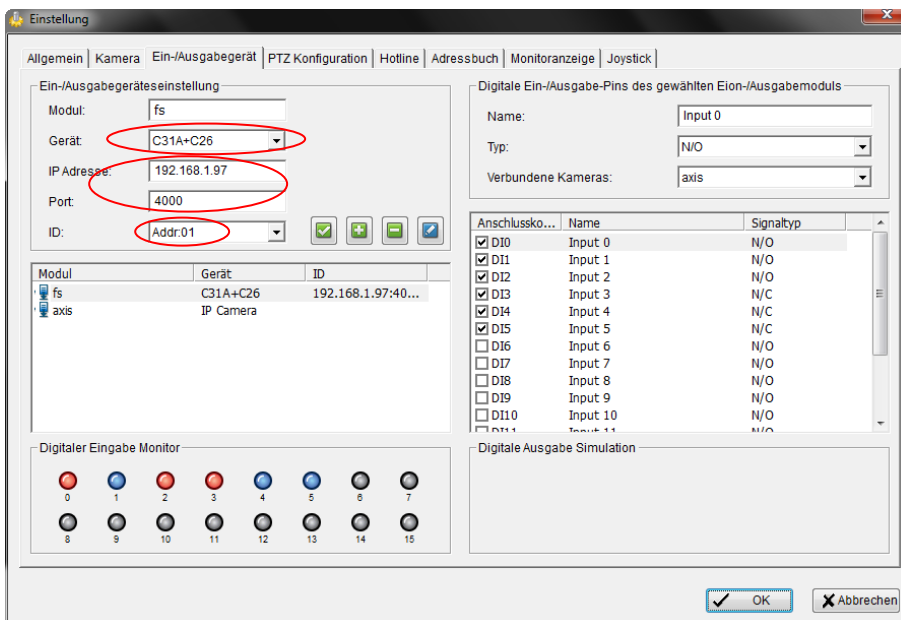 Einstellung
Allgemein Kamera Ein-/Ausgabegerät PTZ Konfiguration Hotline Adressbuch Monitoranzeige Joystick
Ein-/Ausgabegeräteseinstellung
Modul: fs
Gerät: C31A+C26
IP Adresse: 192.168.1.97
Port: 4000
ID: Addr:01
Modul Gerät ID
fs C31A+C26 192.168.1.97:40...
axis IP Camera
Digitaler Eingabe Monitor
0 1 2 3 4 5 6 7
8 9 10 11 12 13 14 15
Digitale Ein-/Ausgabe-Pins des gewählten Eion-/Ausgabemoduls
Name: Input 0
Typ: N/O
Verbundene Kameras: axis
Anschlussko... Name Signaltyp
DI0 Input 0 N/O
DI1 Input 1 N/O
DI2 Input 2 N/O
DI3 Input 3 N/C
DI4 Input 4 N/C
DI5 Input 5 N/C
DI6 Input 6 N/O
DI7 Input 7 N/O
DI8 Input 8 N/O
DI9 Input 9 N/O
DI10 Input 10 N/O
DI11 Input 11 N/O
Digitale Ausgabe Simulation
OK Abbrechen